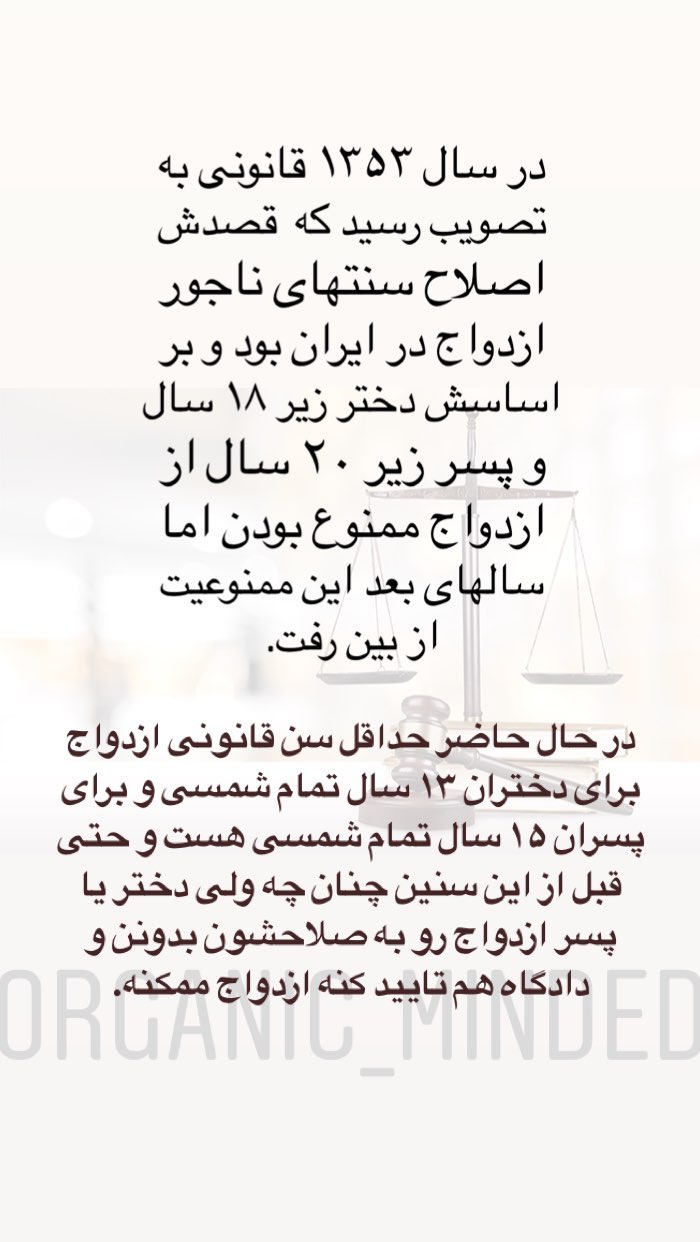 در سال ۱۳۵۳ قانونی به
تصویب رسید که قصدش
اصلاح سنتهای ناجور
ازدواج در ایران بود و بر
اساسش دختر زیر ۱۸ سال
و پسر زیر ۲۰ سال از
ازدواج ممنوع بودن اما
سالهای بعد این ممنوعیت
از بین رفت.
در حال حاضر حداقل سن قانونی ازدواج
برای دختران ۱۳ سال تمام شمسی و برای
پسران ۱۵ سال تمام شمسی هست و حتی
قبل از این سنین چنان چه ولی دختر یا
پسر ازدواج رو به صلاحشون بدونن و
دادگاه هم تایید کنه ازدواج ممکنه.
ORGANIC_MINDED